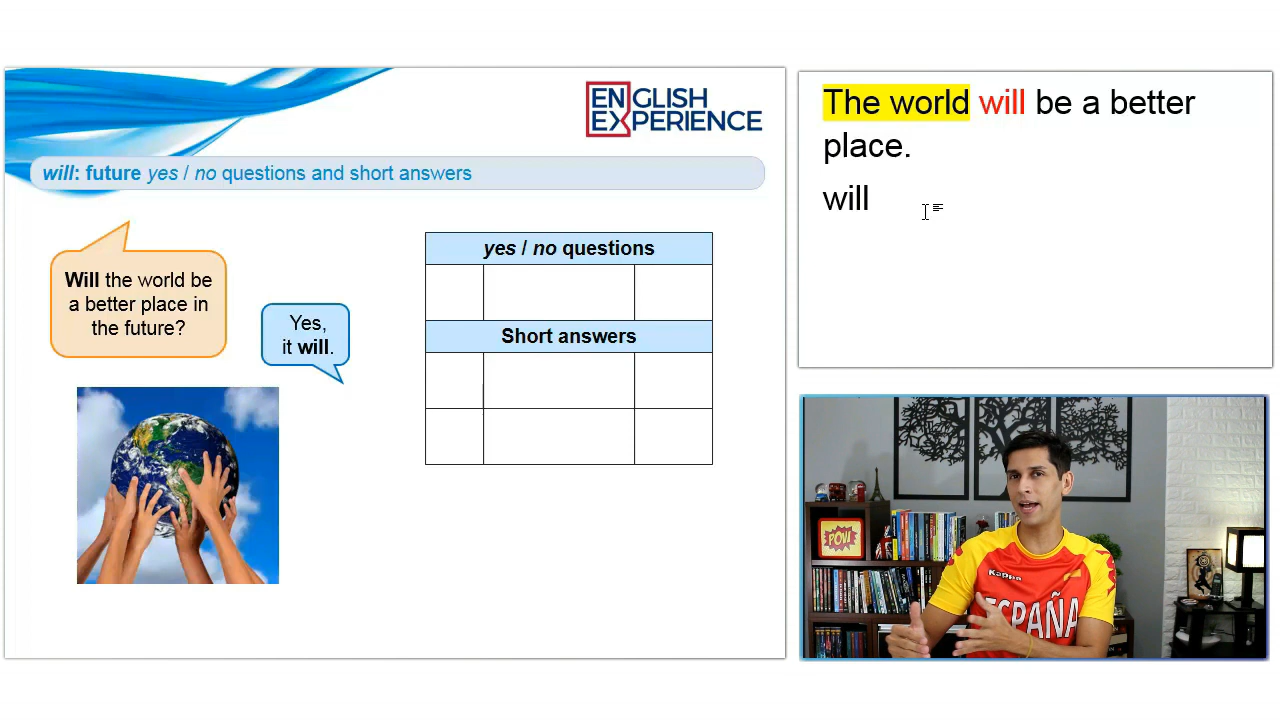 ENGLISH
EXPERIENCE
will: future yes / no questions and short answers
Will the world be
a better place in
the future?
Yes,
it will.
yes / no questions
Short answers
The world will be a better
place.
will
POW!
Kappa
ESPAÑA